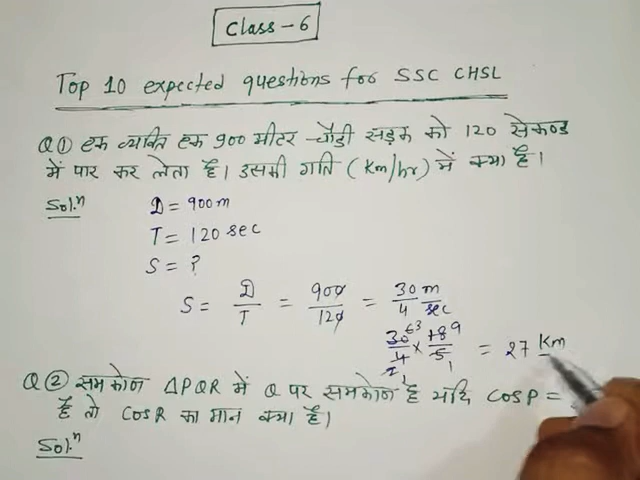 Class-6
Top 10 expected questions for SSC CHSL
Q① एक व्यक्ति एक 900 मीटर चौड़ी सड़क को 120 सेकण्ड
में पार कर लेता है। उसकी गति (Km/hr) में क्या है।
Sol.ⁿ
D = 900m
T = 120 sec
S = ?
S = D/T = 900/120 = 30/4 m/sec
30/4 × 18/5 = 27 Km
Q② समकोन ΔPQR में Q पर समकोन है यदि COSP =
है तो COSR का मान क्या है।
Sol.ⁿ